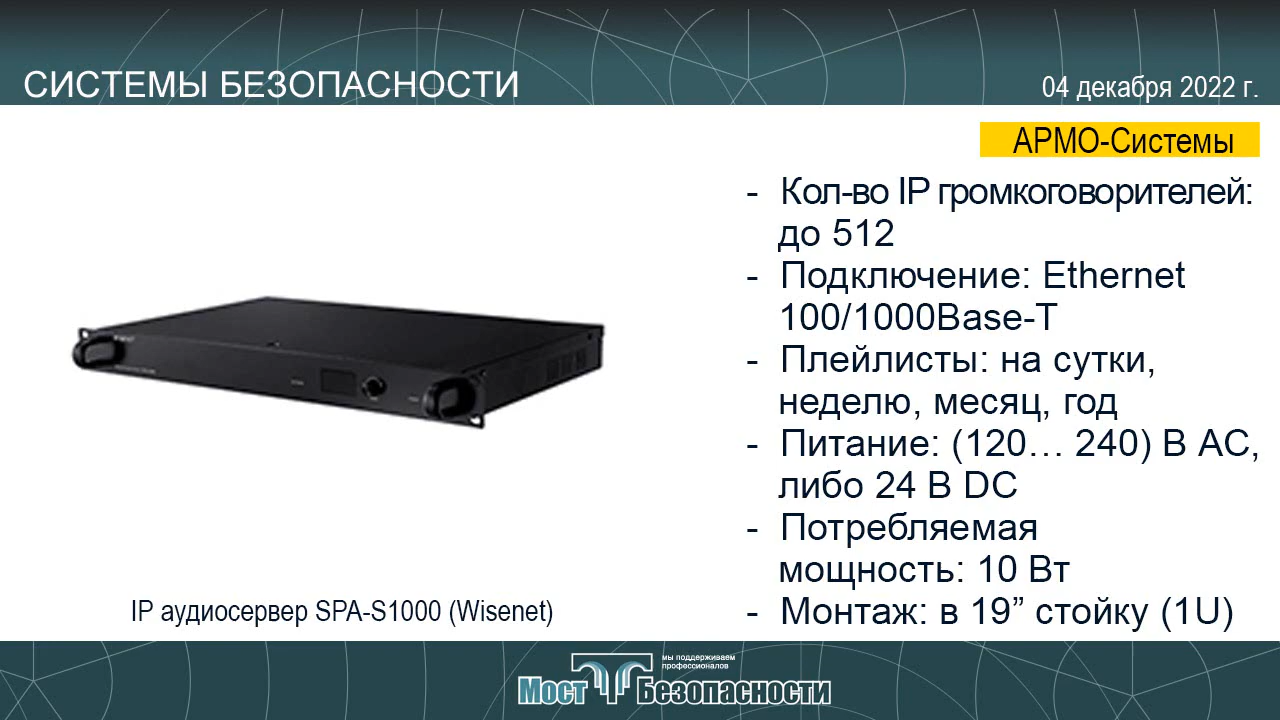 СИСТЕМЫ БЕЗОПАСНОСТИ
04 декабря 2022 г.
АРМО-Системы
- Кол-во IP громкоговорителей:
до 512
- Подключение: Ethernet
100/1000Base-T
- Плейлисты: на сутки,
неделю, месяц, год
- Питание: (120… 240) В AC,
либо 24 В DC
- Потребляемая
мощность: 10 Вт
- Монтаж: в 19” стойку (1U)
IP аудиосервер SPA-S1000 (Wisenet)
мы поддерживаем
профессионалов
Мост Безопасности